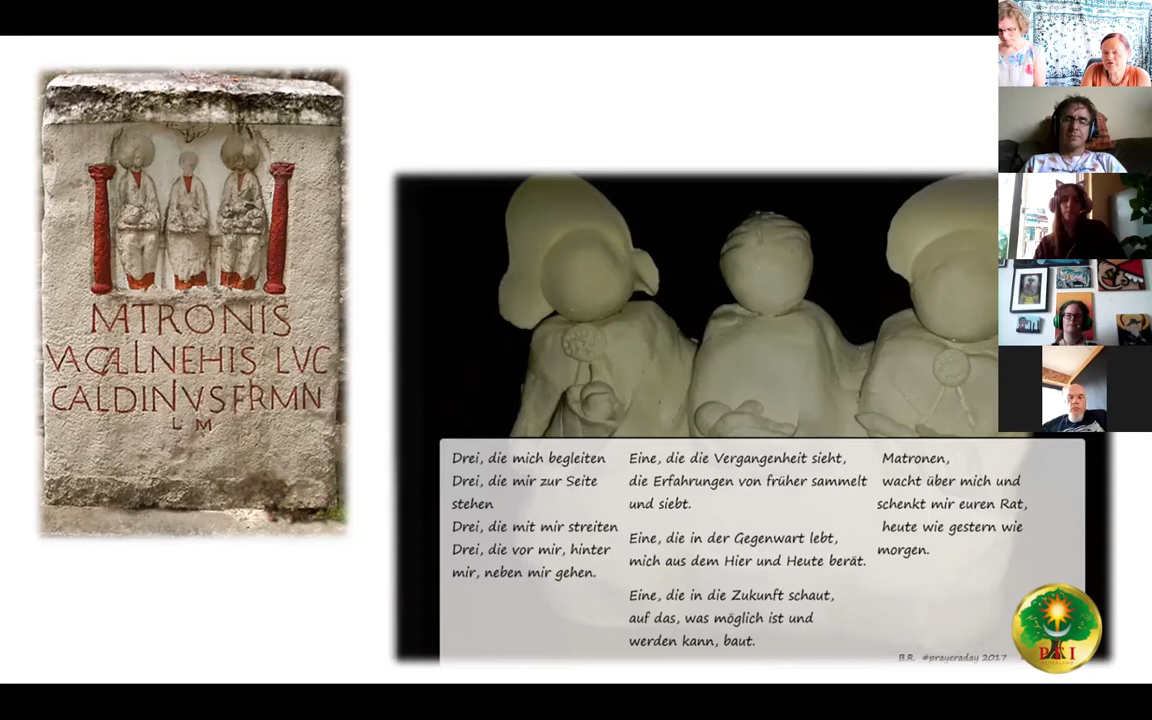 MATRONIS
VACALLNEHIS LVC
CALDINVS FRMN
L M
Drei, die mich begleiten
Drei, die mir zur Seite
stehen
Drei, die mit mir streiten
Drei, die vor mir, hinter
mir, neben mir gehen.
Eine, die die Vergangenheit sieht,
die Erfahrungen von früher sammelt
und siebt.
Eine, die in der Gegenwart lebt,
mich aus dem Hier und Heute berät.
Eine, die in die Zukunft schaut,
auf das, was möglich ist und
werden kann, baut.
Matronen,
wacht über mich und
schenkt mir euren Rat,
heute wie gestern wie
morgen.
B.R. #prayeraday 2017
P I